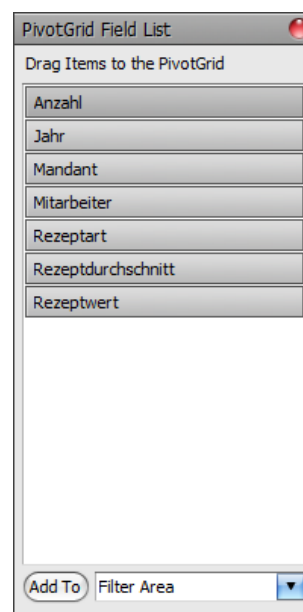 PivotGrid Field List
Drag Items to the PivotGrid
Anzahl
Jahr
Mandant
Mitarbeiter
Rezeptart
Rezeptdurchschnitt
Rezeptwert
Add To Filter Area